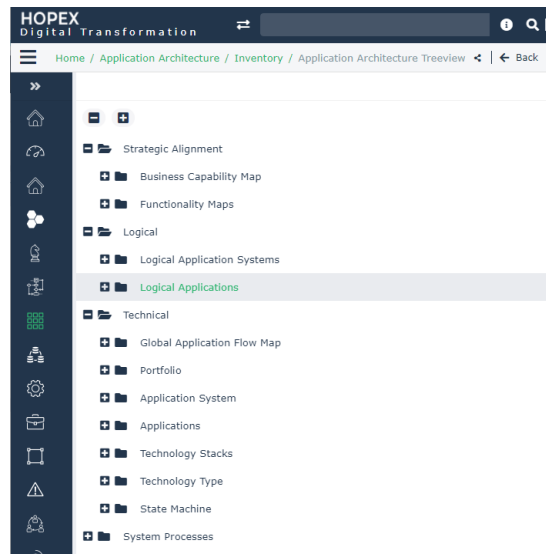 HOPEX
Digital Transformation
Home / Application Architecture / Inventory / Application Architecture Treeview Back
Strategic Alignment
Business Capability Map
Functionality Maps
Logical
Logical Application Systems
Logical Applications
Technical
Global Application Flow Map
Portfolio
Application System
Applications
Technology Stacks
Technology Type
State Machine
System Processes